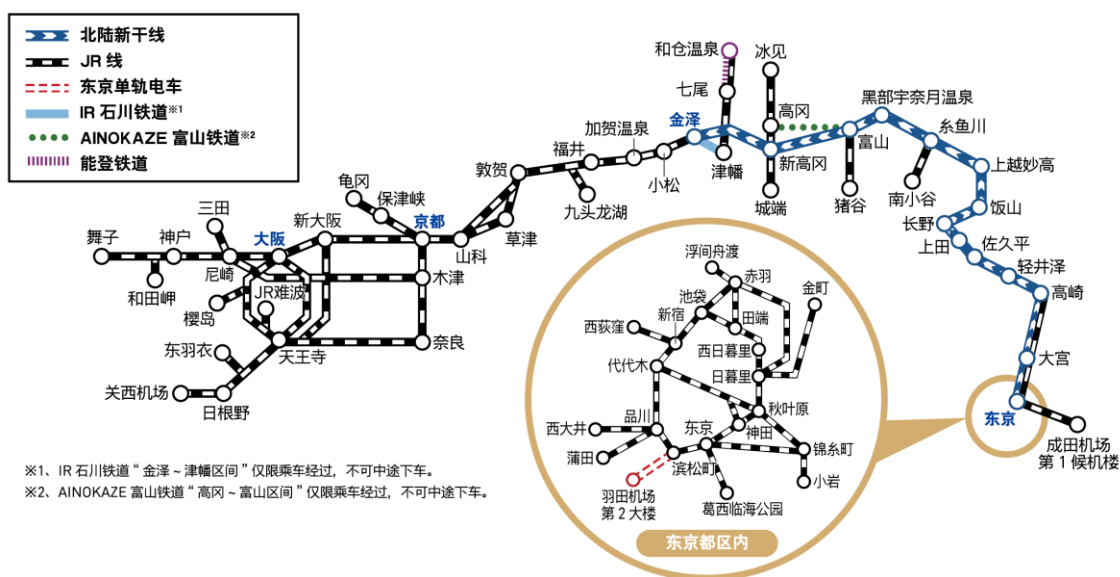 北陆新干线
JR 线
东京单轨电车
IR 石川铁道※1
AINOKAZE 富山铁道※2
能登铁道
和仓温泉
冰见
七尾
高冈
黑部宇奈月温泉
金泽
加贺温泉
富山
糸鱼川
福井
敦贺
小松
津幡
新高冈
上越妙高
龟冈
保津峡
九头龙湖
城端
猪谷
南小谷
饭山
三田
新大阪
京都
草津
长野
舞子
神户
大阪
山科
上田
佐久平
尼崎
木津
轻井泽
和田岬
JR难波
高崎
樱岛
浮间舟渡
赤羽
金町
池袋
新宿
田端
西荻窪
西日暮里
东羽衣
天王寺
奈良
代代木
日暮里
大宫
关西机场
日根野
秋叶原
东京
品川
东京
神田
西大井
锦糸町
成田机场
第 1 候机楼
蒲田
滨松町
小岩
羽田机场
第 2 大楼
葛西临海公园
东京都区内
※1、IR 石川铁道“ 金泽 ~ 津幡区间 ” 仅限乘车经过，不可中途下车。
※2、AINOKAZE 富山铁道“ 高冈 ~ 富山区间 ” 仅限乘车经过，不可中途下车。